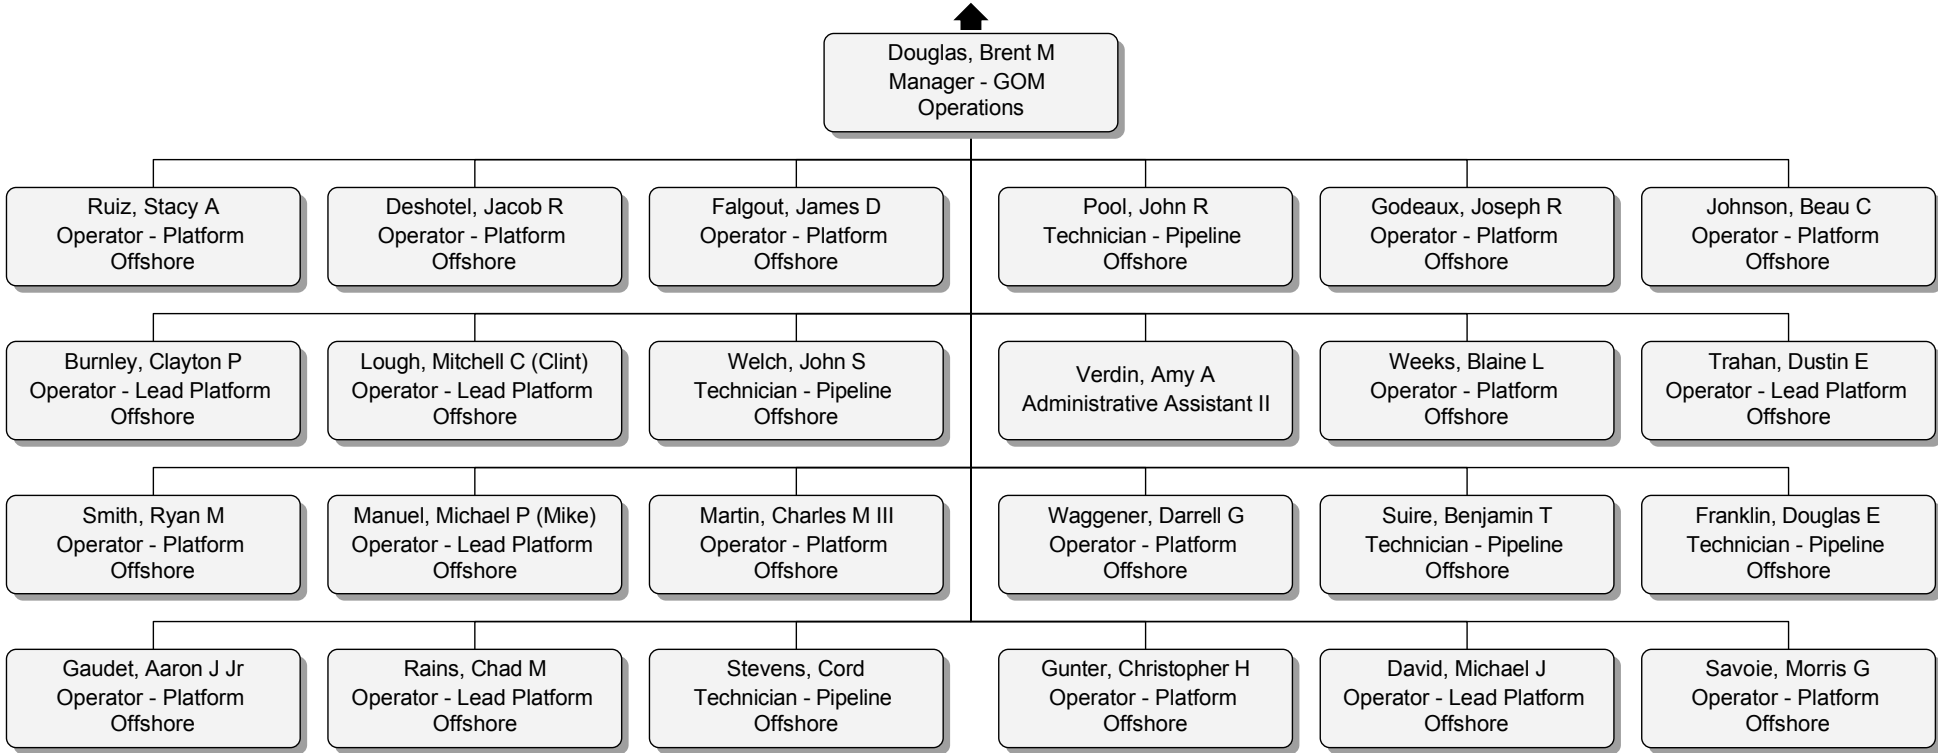 Douglas, Brent M
Manager - GOM
Operations
Ruiz, Stacy A
Operator - Platform
Offshore
Deshotel, Jacob R
Operator - Platform
Offshore
Falgout, James D
Operator - Platform
Offshore
Pool, John R
Technician - Pipeline
Offshore
Godeaux, Joseph R
Operator - Platform
Offshore
Johnson, Beau C
Operator - Platform
Offshore
Burnley, Clayton P
Operator - Lead Platform
Offshore
Lough, Mitchell C (Clint)
Operator - Lead Platform
Offshore
Welch, John S
Technician - Pipeline
Offshore
Verdin, Amy A
Administrative Assistant II
Weeks, Blaine L
Operator - Platform
Offshore
Trahan, Dustin E
Operator - Lead Platform
Offshore
Smith, Ryan M
Operator - Platform
Offshore
Manuel, Michael P (Mike)
Operator - Lead Platform
Offshore
Martin, Charles M III
Operator - Platform
Offshore
Waggener, Darrell G
Operator - Platform
Offshore
Suire, Benjamin T
Technician - Pipeline
Offshore
Franklin, Douglas E
Technician - Pipeline
Offshore
Gaudet, Aaron J Jr
Operator - Platform
Offshore
Rains, Chad M
Operator - Lead Platform
Offshore
Stevens, Cord
Technician - Pipeline
Offshore
Gunter, Christopher H
Operator - Platform
Offshore
David, Michael J
Operator - Lead Platform
Offshore
Savoie, Morris G
Operator - Platform
Offshore